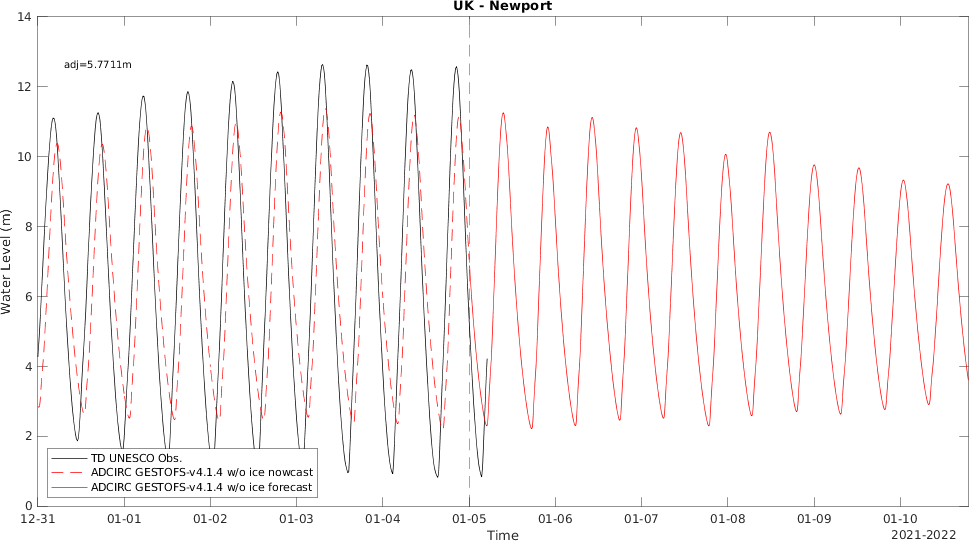 UK - Newport
14
12
10
8
6
4
2
0
Water Level (m)
adj=5.7711m
TD UNESCO Obs.
ADCIRC GESTOFS-v4.1.4 w/o ice nowcast
ADCIRC GESTOFS-v4.1.4 w/o ice forecast
12-31 01-01 01-02 01-03 01-04 01-05 01-06 01-07 01-08 01-09 01-10
Time
2021-2022